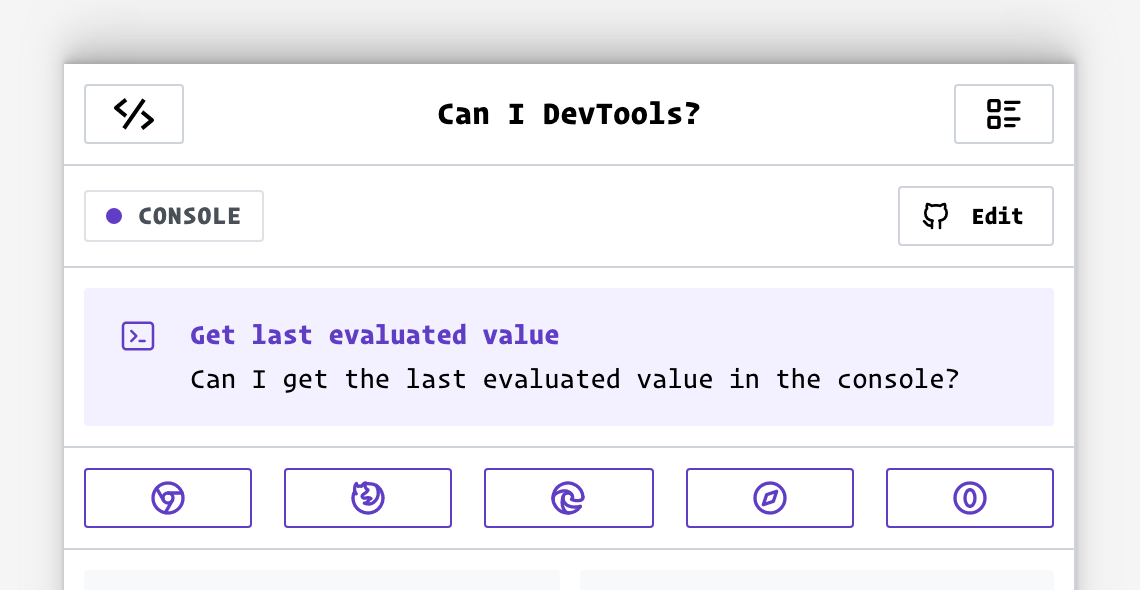 Can I DevTools?
CONSOLE
Edit
Get last evaluated value
Can I get the last evaluated value in the console?